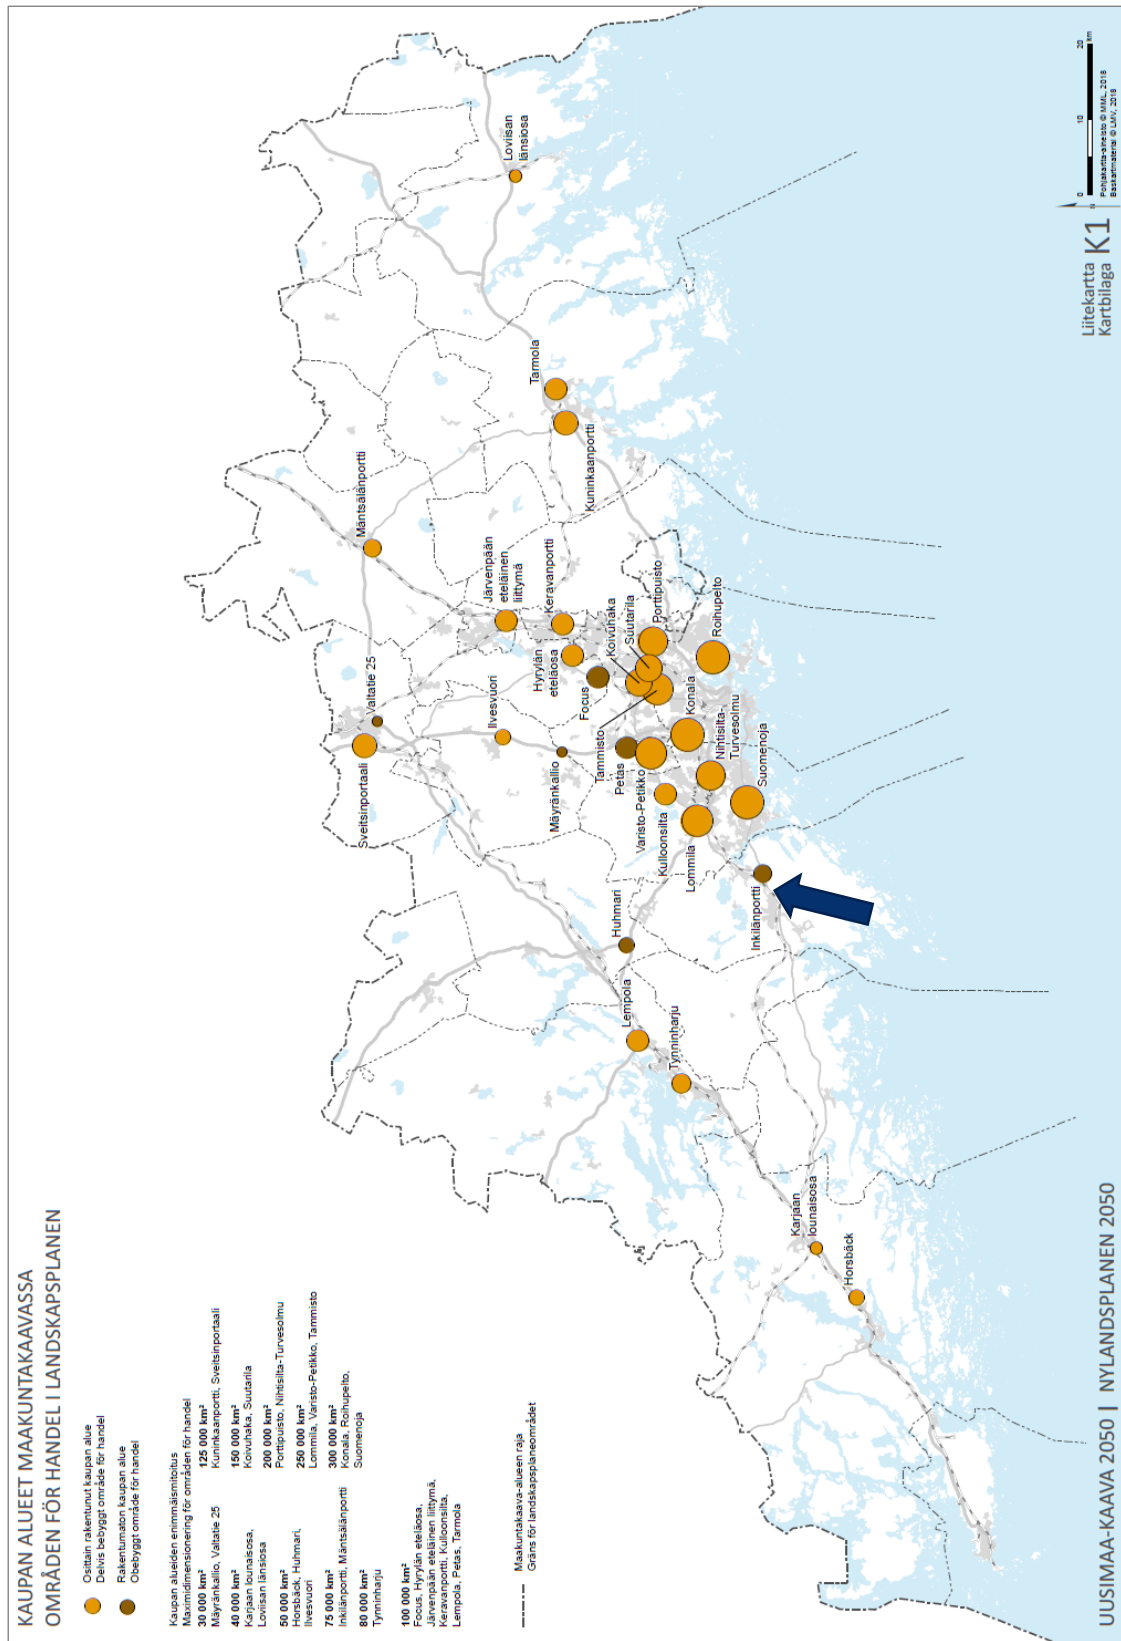 KAUPAN ALUEET MAAKUNTAKAAVASSA
OMRÅDEN FÖR HANDEL I LANDSKAPSPLANEN
Osittain rakentunut kaupan alue
Delvis bebyggt område för handel
Rakentumaton kaupan alue
Obebyggt område för handel
Kaupan alueiden enimmäismitoitus
Maximidimensionering för områden för handel
30 000 km²
Mäyränkallio, Valtatie 25
40 000 km²
Karjaan lounaisosa,
Loviisan länsiosa
50 000 km²
Horsbäck, Huhmari,
Ilvesvuori
75 000 km²
Inkilänportti, Mäntsälänportti
80 000 km²
Tynninharju
100 000 km²
Focus, Hyrylän eteläosa,
Järvenpään eteläinen liittymä,
Keravanportti, Kulloonsilta,
Lempola, Petas, Tarmola
125 000 km²
Kuninkaanportti, Sveitsinportaali
150 000 km²
Koivuhaka, Suutarila
200 000 km²
Porttipuisto, Nihtisilta-Turvesolmu
250 000 km²
Lommila, Varisto-Petikko, Tammisto
300 000 km²
Konala, Roihupelto,
Suomenoja
Maakuntakaava-alueen raja
Gräns för landskapsplaneområdet
Sveitsinportaali
Valtatie 25
Mäntsälänportti
Ilvesvuori
Mäyränkallio
Järvenpään
eteläinen
liittymä
Keravanportti
Hyrylän
eteläosa
Focus
Koivuhaka
Suutarila
Porttipuisto
Roihupelto
Tammisto
Petas
Varisto-Petikko
Konala
Nihtisilta-
Turvesolmu
Kulloonsilta
Lommila
Suomenoja
Inkilänportti
Huhmari
Lempola
Tynninharju
Karjaan
lounaisosa
Horsbäck
Kuninkaanportti
Tarmola
Loviisan
länsiosa
UUSIMAA-KAAVA 2050 | NYLANDSPLANEN 2050
Liitekartta
Kartbilaga
K1
N
0 10 20
km
Pohjakartta-aineisto © MML, 2018
Baskartmaterial © LMV, 2018